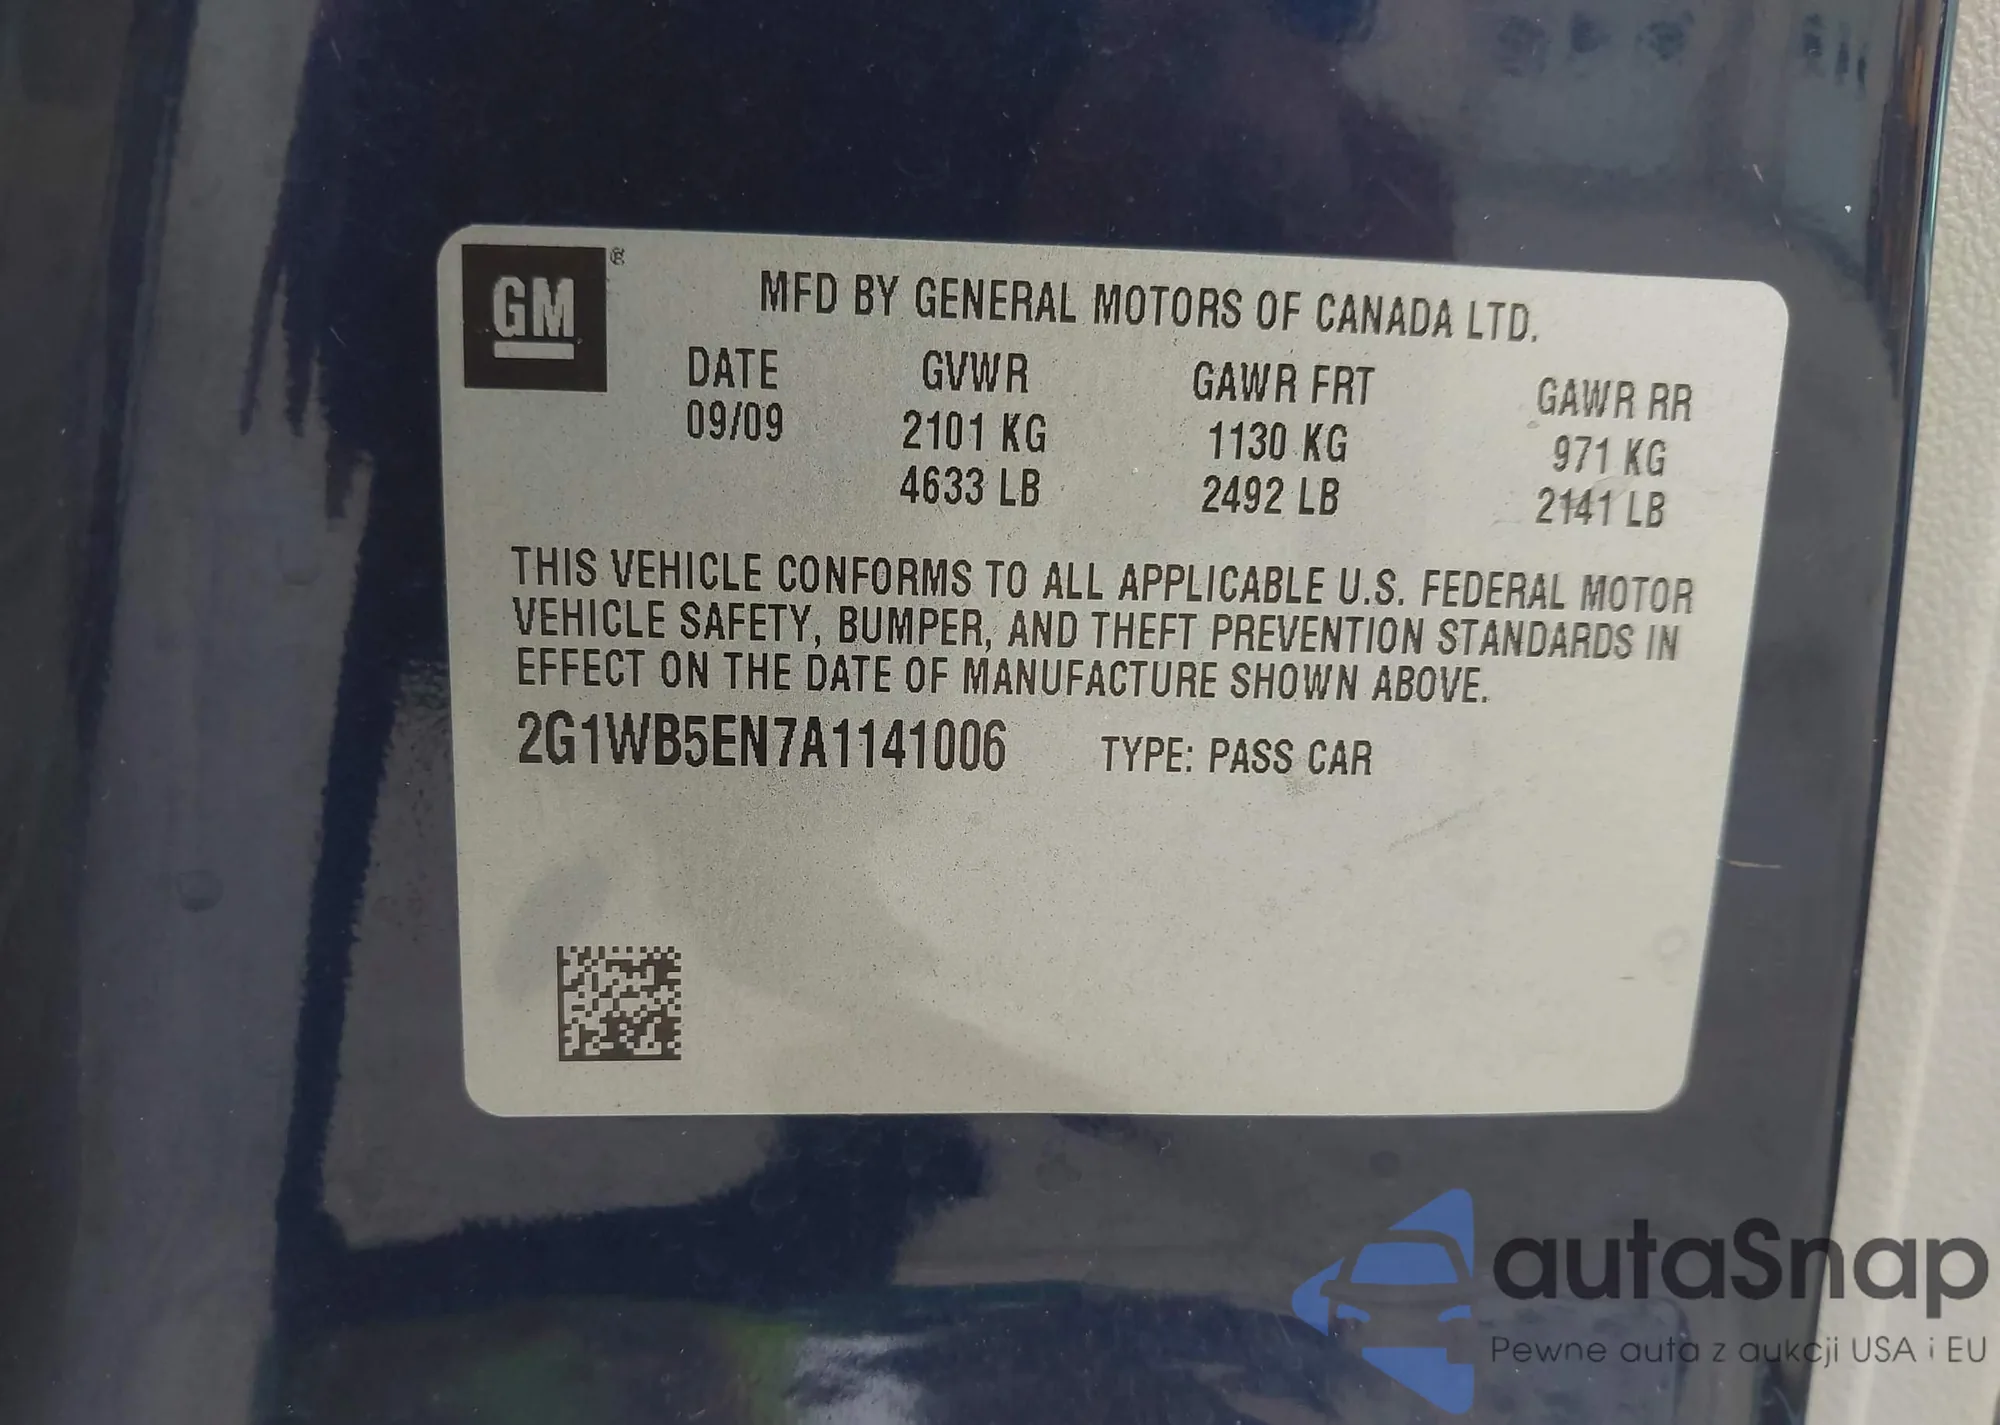 GM ®
MFD BY GENERAL MOTORS OF CANADA LTD.
DATE GVWR GAWR FRT GAWR RR
09/09 2101 KG 1130 KG 971 KG
4633 LB 2492 LB 2141 LB
THIS VEHICLE CONFORMS TO ALL APPLICABLE U.S. FEDERAL MOTOR
VEHICLE SAFETY, BUMPER, AND THEFT PREVENTION STANDARDS IN
EFFECT ON THE DATE OF MANUFACTURE SHOWN ABOVE.
2G1WB5EN7A1141006 TYPE: PASS CAR
autaSnap
Pewne auta z aukcji USA i EU